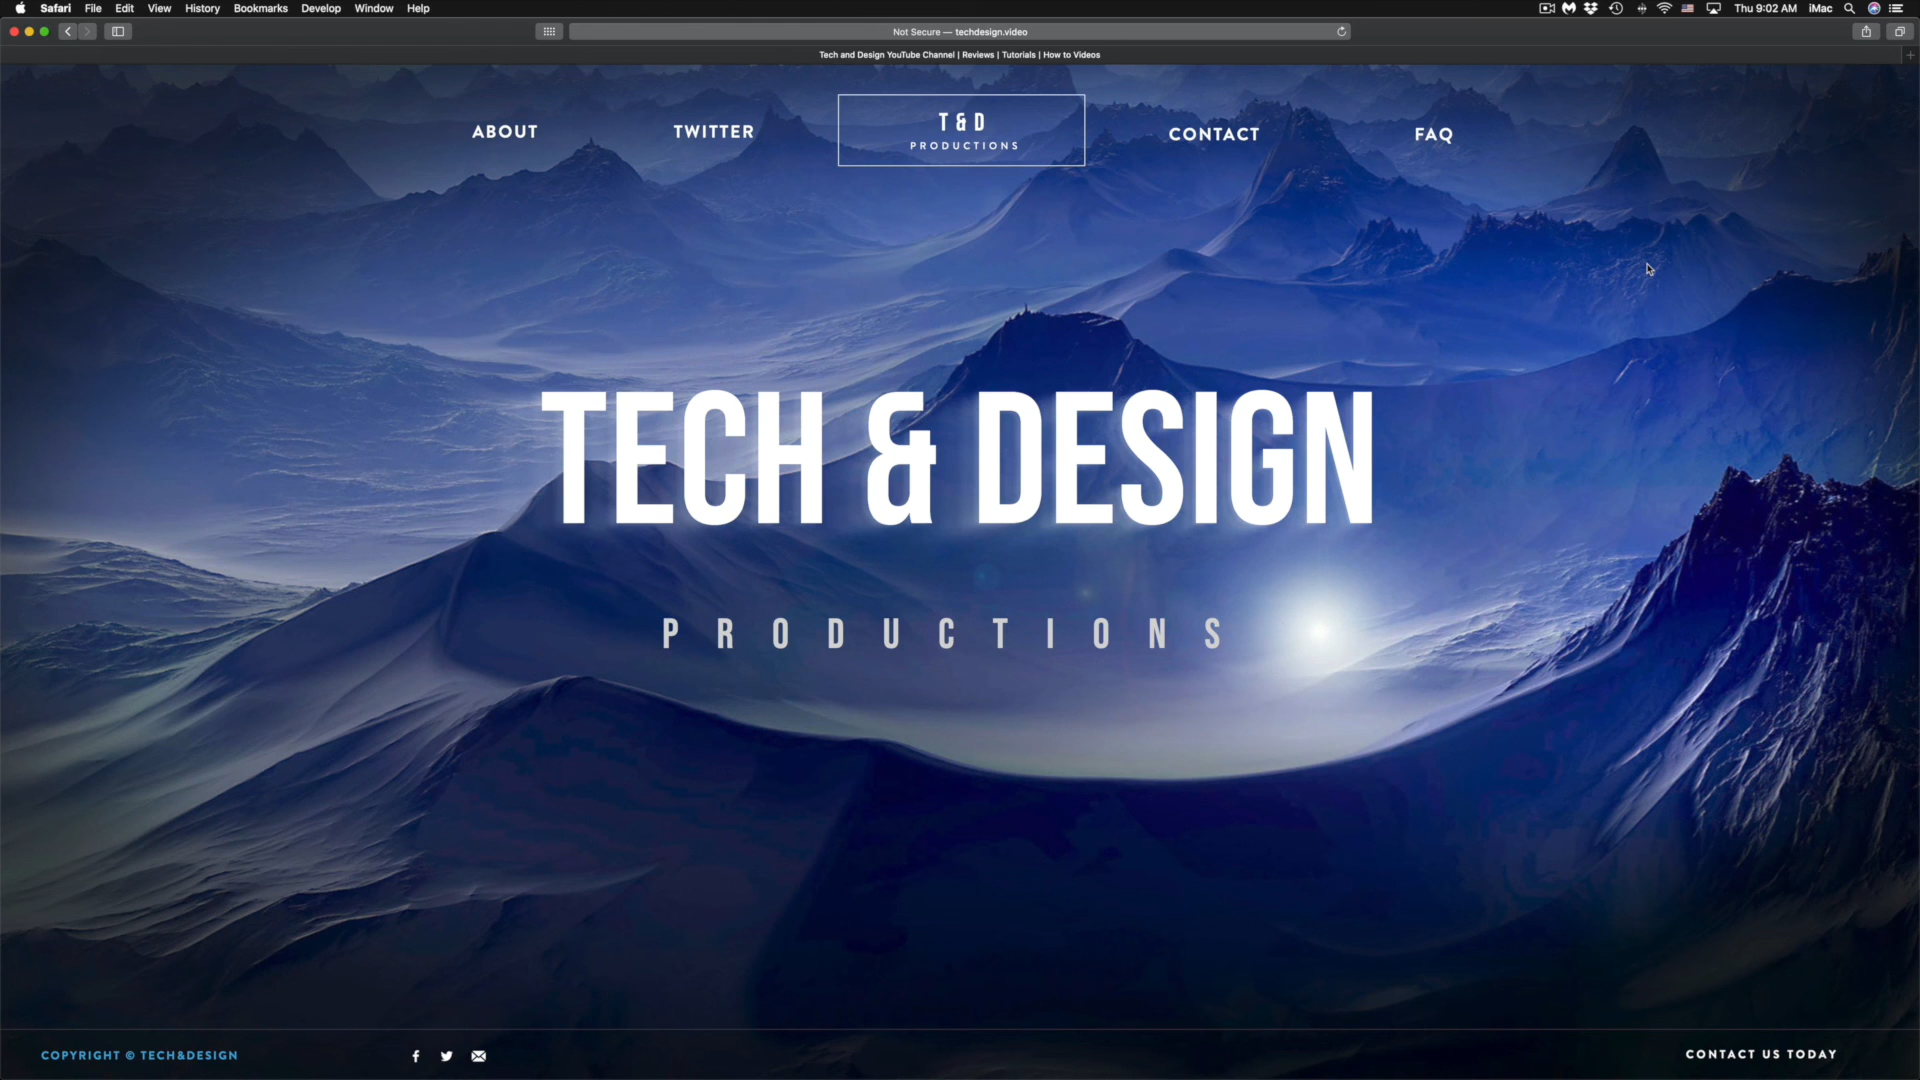 Safari File Edit View History Bookmarks Develop Window Help Thu 9:02 AM iMac
Not Secure — techdesign.video
Tech and Design YouTube Channel | Reviews | Tutorials | How to Videos
ABOUT TWITTER T&D CONTACT FAQ
PRODUCTIONS
TECH & DESIGN
PRODUCTIONS
COPYRIGHT © TECH&DESIGN CONTACT US TODAY